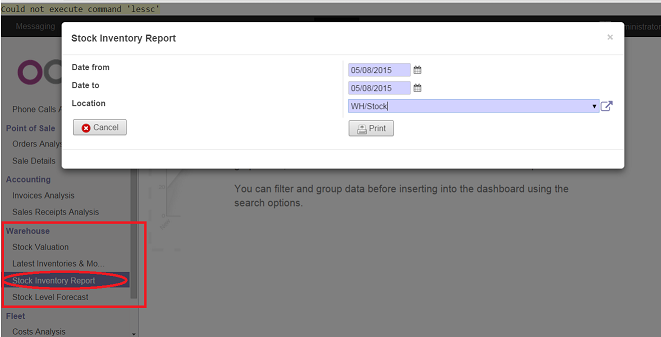 Could not execute command 'lessc'
Messaging
ministrator
Stock Inventory Report
×
Date from
05/08/2015
Date to
05/08/2015
Location
WH/Stock
Cancel
Print
Phone Calls
Point of Sale
Orders Analy
Sale Details
Accounting
Invoices Analysis
Sales Receipts Analysis
Warehouse
Stock Valuation
Latest Inventories & Mo...
Stock Inventory Report
Stock Level Forecast
Fleet
Costs Analysis
You can filter and group data before inserting into the dashboard using the
search options.